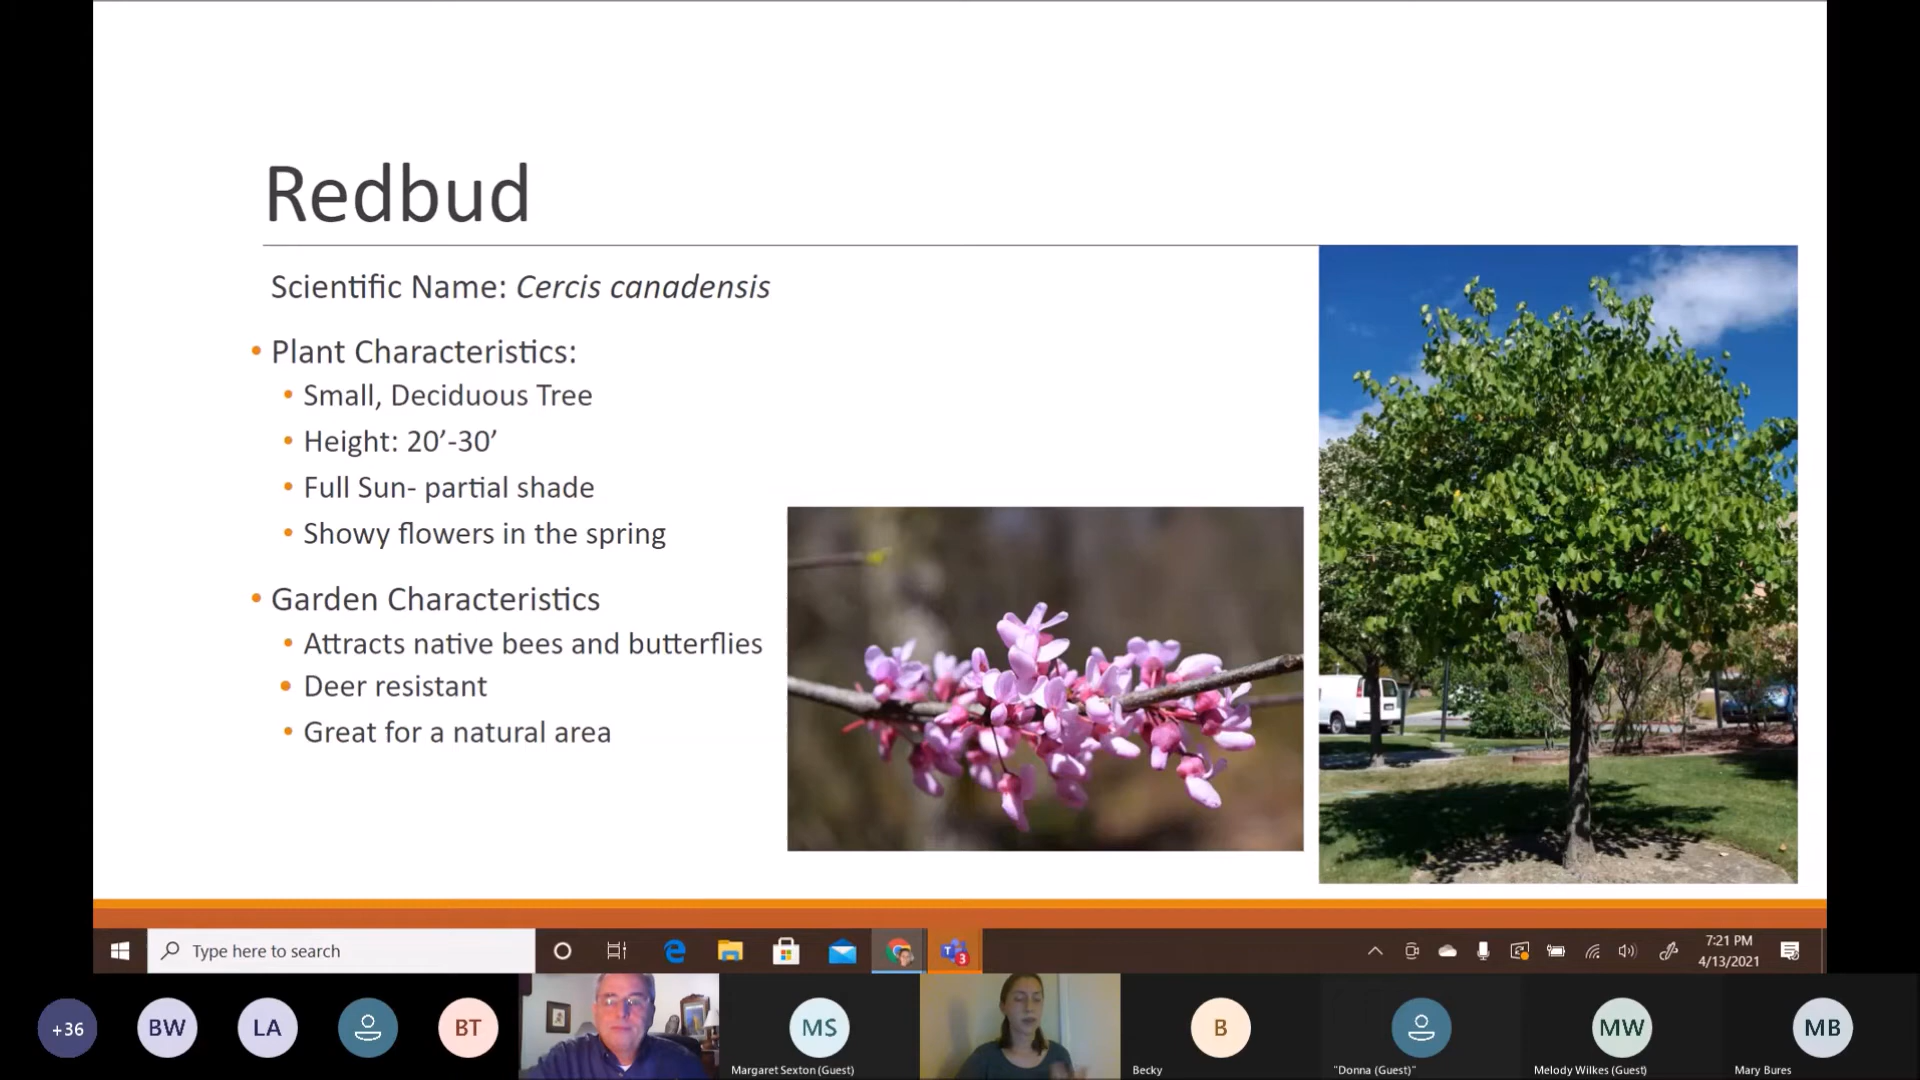 Redbud
Scientific Name: Cercis canadensis
• Plant Characteristics:
• Small, Deciduous Tree
• Height: 20’-30’
• Full Sun- partial shade
• Showy flowers in the spring
• Garden Characteristics
• Attracts native bees and butterflies
• Deer resistant
• Great for a natural area
Type here to search
T 3
7:21 PM
4/13/2021
+36
BW
LA
BT
MS
Margaret Sexton (Guest)
B
Becky
"Donna (Guest)"
MW
Melody Wilkes (Guest)
MB
Mary Bures